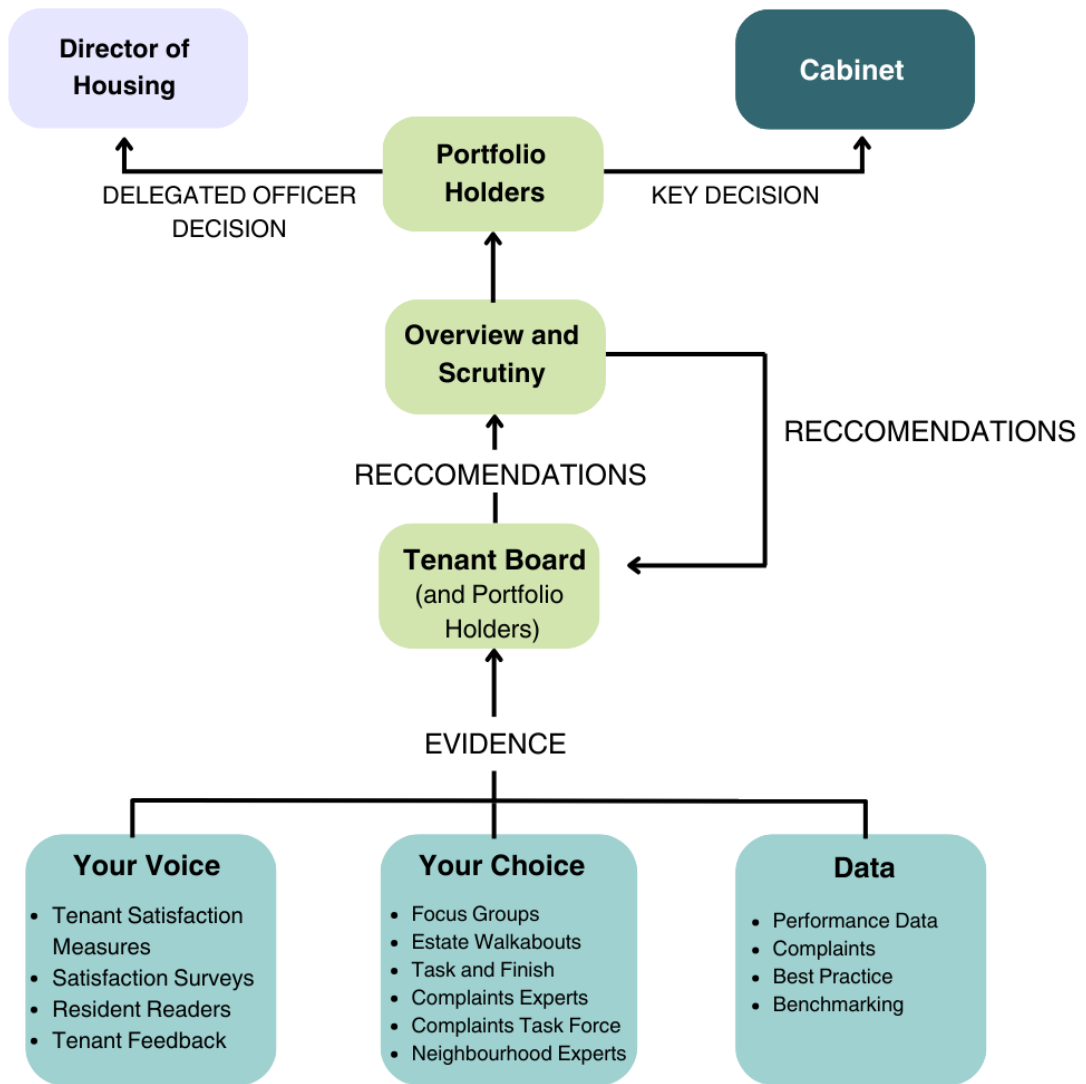 Director of
Housing
Cabinet
Portfolio
Holders
DELEGATED OFFICER
DECISION
KEY DECISION
Overview and
Scrutiny
RECCOMENDATIONS
RECCOMENDATIONS
Tenant Board
(and Portfolio
Holders)
EVIDENCE
Your Voice
• Tenant Satisfaction
Measures
• Satisfaction Surveys
• Resident Readers
• Tenant Feedback
Your Choice
• Focus Groups
• Estate Walkabouts
• Task and Finish
• Complaints Experts
• Complaints Task Force
• Neighbourhood Experts
Data
• Performance Data
• Complaints
• Best Practice
• Benchmarking